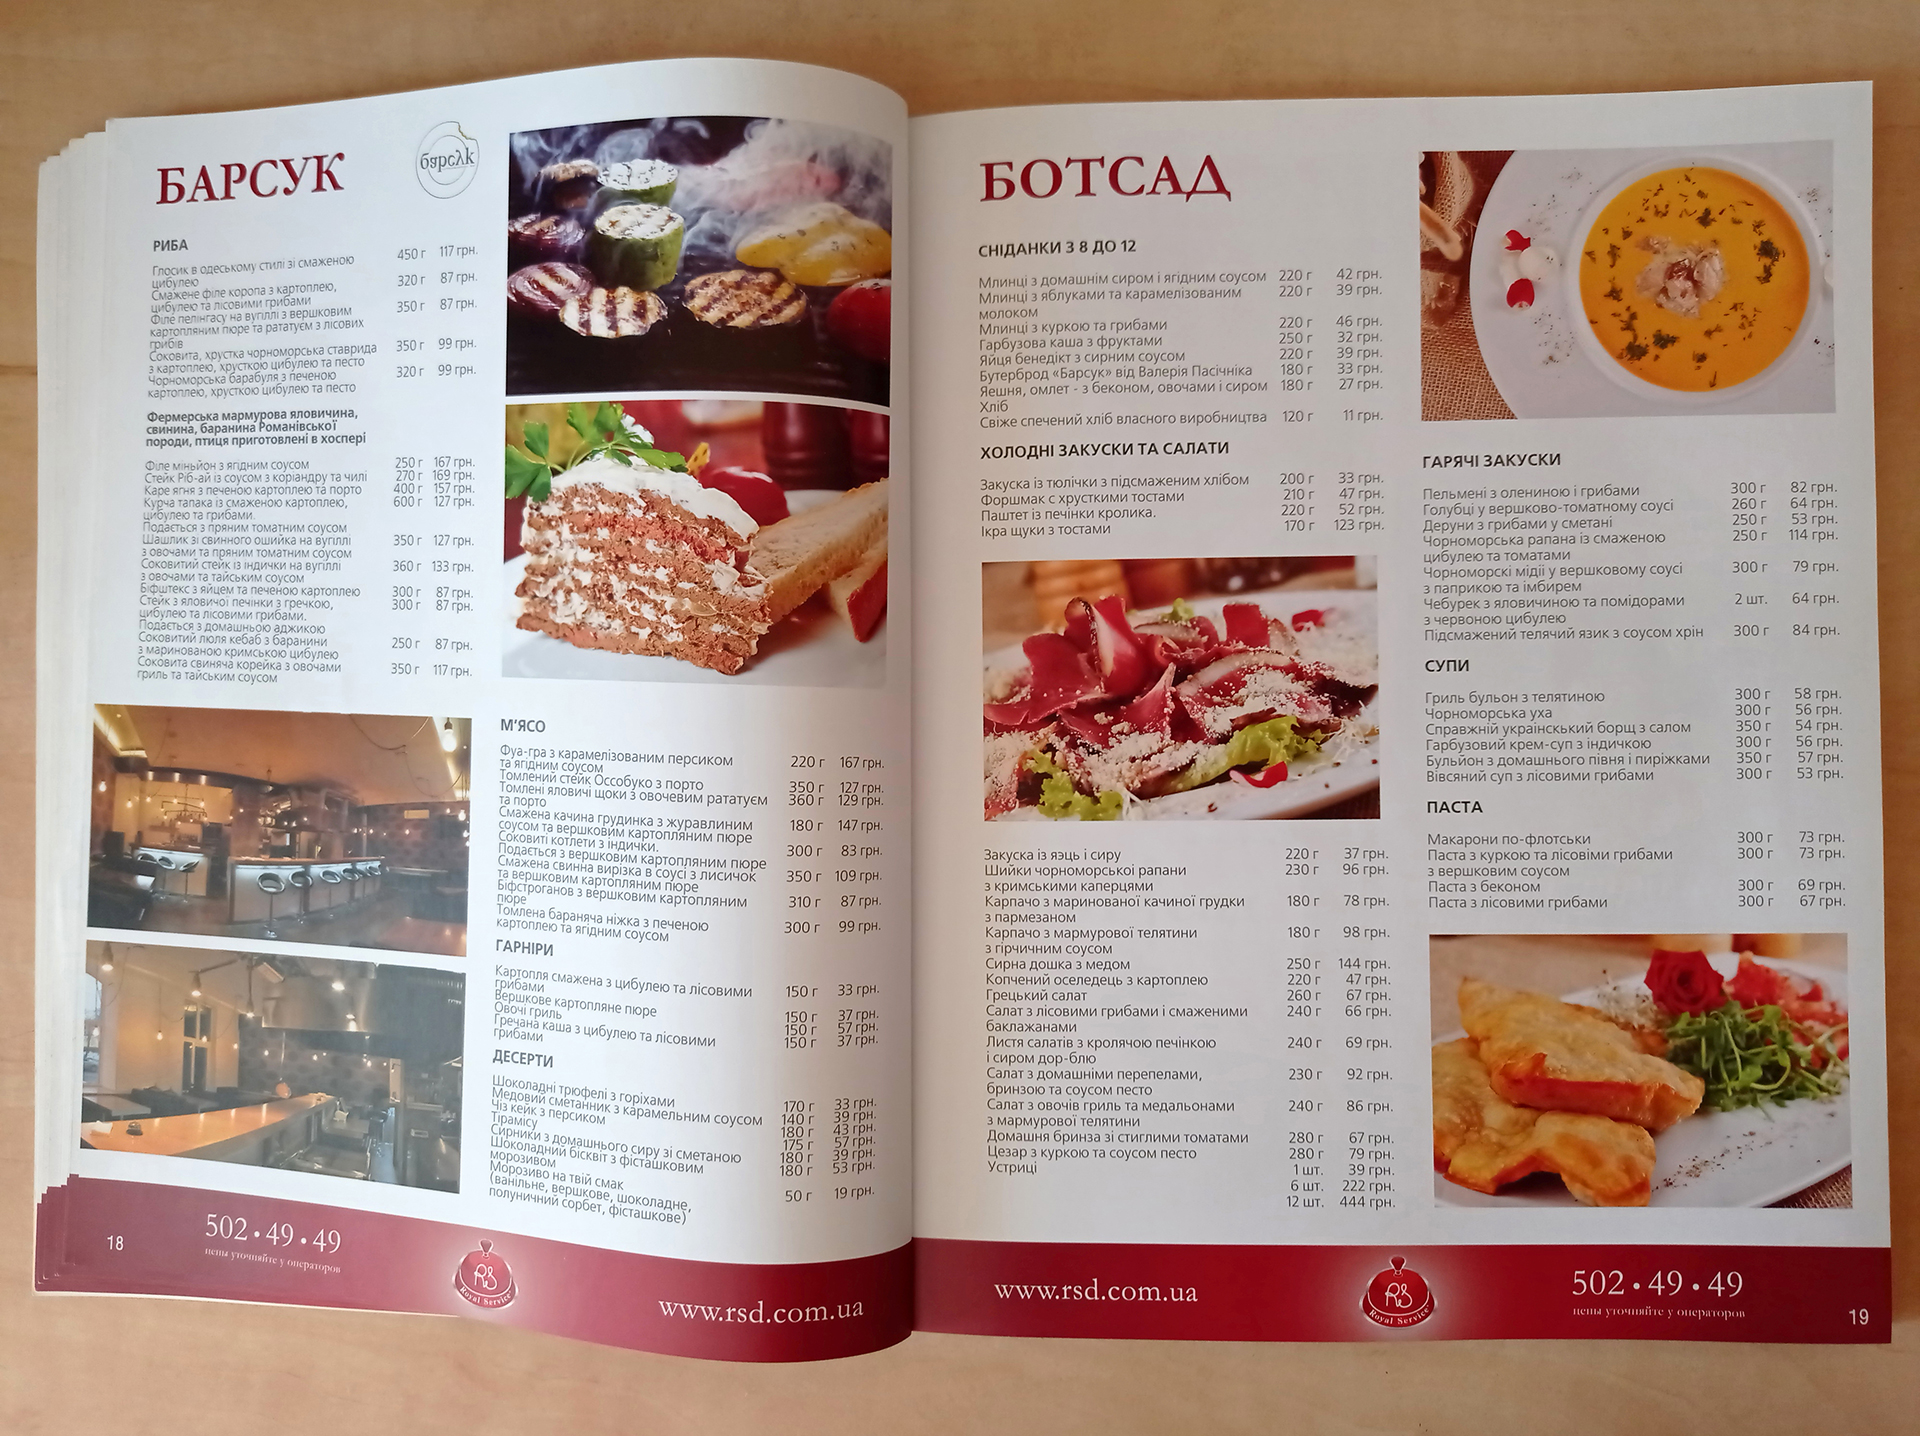 БАРСУК
барсук
РИБА
Глосик в одеському стилі зі смаженою 450 г 117 грн.
цибулею
Смажене філе коропа з картоплею, 320 г 87 грн.
цибулею та лісовими грибами
Філе пелінгасу на вугіллі з вершковим 350 г 87 грн.
картопляним пюре та рататуєм з лісових
грибів
Соковита, хрустка чорноморська ставрида 350 г 99 грн.
з картоплею, хрусткою цибулею та песто
Чорноморська барабуля з печеною 320 г 99 грн.
картоплею, хрусткою цибулею та песто
Фермерська мармурова яловичина,
свинина, баранина Романівської
породи, птиця приготовлені в хоспері
Філе міньйон з ягідним соусом 250 г 167 грн.
Стейк Ріб-ай із соусом з коріандру та чилі 270 г 169 грн.
Каре ягня з печеною картоплею та порто 400 г 157 грн.
Курча тапака із смаженою картоплею, 600 г 127 грн.
цибулею та грибами.
Подається з пряним томатним соусом
Шашлик зі свинного ошийка на вугіллі 350 г 127 грн.
з овочами та пряним томатним соусом
Соковитий стейк із індички на вугіллі 360 г 133 грн.
з овочами та тайським соусом
Біфштекс з яйцем та печеною картоплею 300 г 87 грн.
Стейк з яловичої печінки з гречкою, 300 г 87 грн.
цибулею та лісовими грибами.
Подається з домашньою аджикою
Соковитий люля кебаб з баранини 250 г 87 грн.
з маринованою кримською цибулею
Соковита свиняча корейка з овочами 350 г 117 грн.
гриль та тайським соусом
М'ЯСО
Фуа-гра з карамелізованим персиком 220 г 167 грн.
та ягідним соусом
Томлений стейк Оссобуко з порто 350 г 127 грн.
Томлені яловичі щоки з овочевим рататуєм 360 г 129 грн.
та порто
Смажена качина грудинка з журавлиним 180 г 147 грн.
соусом та вершковим картопляним пюре
Соковиті котлети з індички. 300 г 83 грн.
Подається з вершковим картопляним пюре
Смажена свинна вирізка в соусі з лисичок 350 г 109 грн.
та вершковим картопляним пюре
Біфстроганов з вершковим картопляним 310 г 87 грн.
пюре
Томлена бараняча ніжка з печеною 300 г 99 грн.
картоплею та ягідним соусом
ГАРНІРИ
Картопля смажена з цибулею та лісовими 150 г 33 грн.
грибами
Вершкове картопляне пюре 150 г 37 грн.
Овочі гриль 150 г 57 грн.
Гречана каша з цибулею та лісовими 150 г 37 грн.
грибами
ДЕСЕРТИ
Шоколадні трюфелі з горіхами 170 г 33 грн.
Медовий сметанник з карамельним соусом 140 г 39 грн.
Чіз кейк з персиком 180 г 43 грн.
Тірамісу 175 г 57 грн.
Сирники з домашнього сиру зі сметаною 180 г 39 грн.
Шоколадний бісквіт з фісташковим 180 г 53 грн.
морозивом
Морозиво на твій смак 50 г 19 грн.
(ванільне, вершкове, шоколадне,
полуничний сорбет, фісташкове)
18
502 • 49 • 49
цены уточняйте у операторов
RS
Royal Service
www.rsd.com.ua
БОТСАД
СНІДАНКИ З 8 ДО 12
Млинці з домашнім сиром і ягідним соусом 220 г 42 грн.
Млинці з яблуками та карамелізованим 220 г 39 грн.
молоком
Млинці з куркою та грибами 220 г 46 грн.
Гарбузова каша з фруктами 250 г 32 грн.
Яйця бенедікт з сирним соусом 220 г 39 грн.
Бутерброд «Барсук» від Валерія Пасічніка 180 г 33 грн.
Яешня, омлет - з беконом, овочами і сиром 180 г 27 грн.
Хліб
Свіже спечений хліб власного виробництва 120 г 11 грн.
ХОЛОДНІ ЗАКУСКИ ТА САЛАТИ
Закуска із тюлічки з підсмаженим хлібом 200 г 33 грн.
Форшмак с хрусткими тостами 210 г 47 грн.
Паштет із печінки кролика. 220 г 52 грн.
Ікра щуки з тостами 170 г 123 грн.
Закуска із яэць і сиру 220 г 37 грн.
Шийки чорноморської рапани 230 г 96 грн.
з кримськими каперцями
Карпачо з маринованої качиної грудки 180 г 78 грн.
з пармезаном
Карпачо з мармурової телятини 180 г 98 грн.
з гірчичним соусом
Сирна дошка з медом 250 г 144 грн.
Копчений оселедець з картоплею 220 г 47 грн.
Грецький салат 260 г 67 грн.
Салат з лісовими грибами і смаженими 240 г 66 грн.
баклажанами
Листя салатів з кролячою печінкою 240 г 69 грн.
і сиром дор-блю
Салат з домашніми перепелами, 230 г 92 грн.
бринзою та соусом песто
Салат з овочів гриль та медальонами 240 г 86 грн.
з мармурової телятини
Домашня бринза зі стиглими томатами 280 г 67 грн.
Цезар з куркою та соусом песто 280 г 79 грн.
Устриці 1 шт. 39 грн.
6 шт. 222 грн.
12 шт. 444 грн.
ГАРЯЧІ ЗАКУСКИ
Пельмені з олениною і грибами 300 г 82 грн.
Голубці у вершково-томатному соусі 260 г 64 грн.
Деруни з грибами у сметані 250 г 53 грн.
Чорноморська рапана із смаженою 250 г 114 грн.
цибулею та томатами
Чорноморскі мідії у вершковому соусі 300 г 79 грн.
з паприкою та імбирем
Чебурек з яловичиною та помідорами 2 шт. 64 грн.
з червоною цибулею
Підсмажений телячий язик з соусом хрін 300 г 84 грн.
СУПИ
Гриль бульон з телятиною 300 г 58 грн.
Чорноморська уха 300 г 56 грн.
Справжній українскький борщ з салом 350 г 54 грн.
Гарбузовий крем-суп з індичкою 300 г 56 грн.
Бульйон з домашнього півня і пиріжками 350 г 57 грн.
Вівсяний суп з лісовими грибами 300 г 53 грн.
ПАСТА
Макарони по-флотськи 300 г 73 грн.
Паста з куркою та лісовімі грибами 300 г 73 грн.
з вершковим соусом
Паста з беконом 300 г 69 грн.
Паста з лісовими грибами 300 г 67 грн.
www.rsd.com.ua
RS
Royal Service
502 • 49 • 49
цены уточняйте у операторов
19